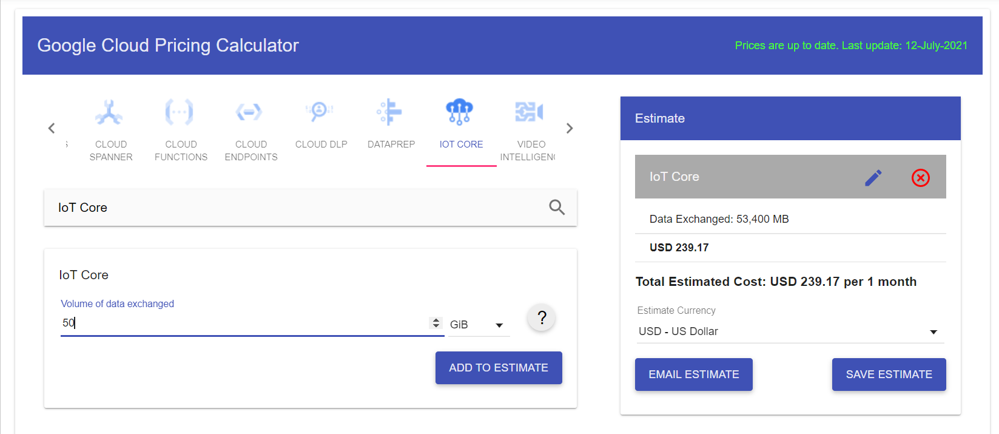 Google Cloud Pricing Calculator
Prices are up to date. Last update: 12-July-2021
CLOUD SPANNER
CLOUD FUNCTIONS
CLOUD ENDPOINTS
CLOUD DLP
DATAPREP
IOT CORE
VIDEO INTELLIGENC
IoT Core
IoT Core
Volume of data exchanged
50
GiB
?
ADD TO ESTIMATE
Estimate
IoT Core
Data Exchanged: 53,400 MB
USD 239.17
Total Estimated Cost: USD 239.17 per 1 month
Estimate Currency
USD - US Dollar
EMAIL ESTIMATE
SAVE ESTIMATE